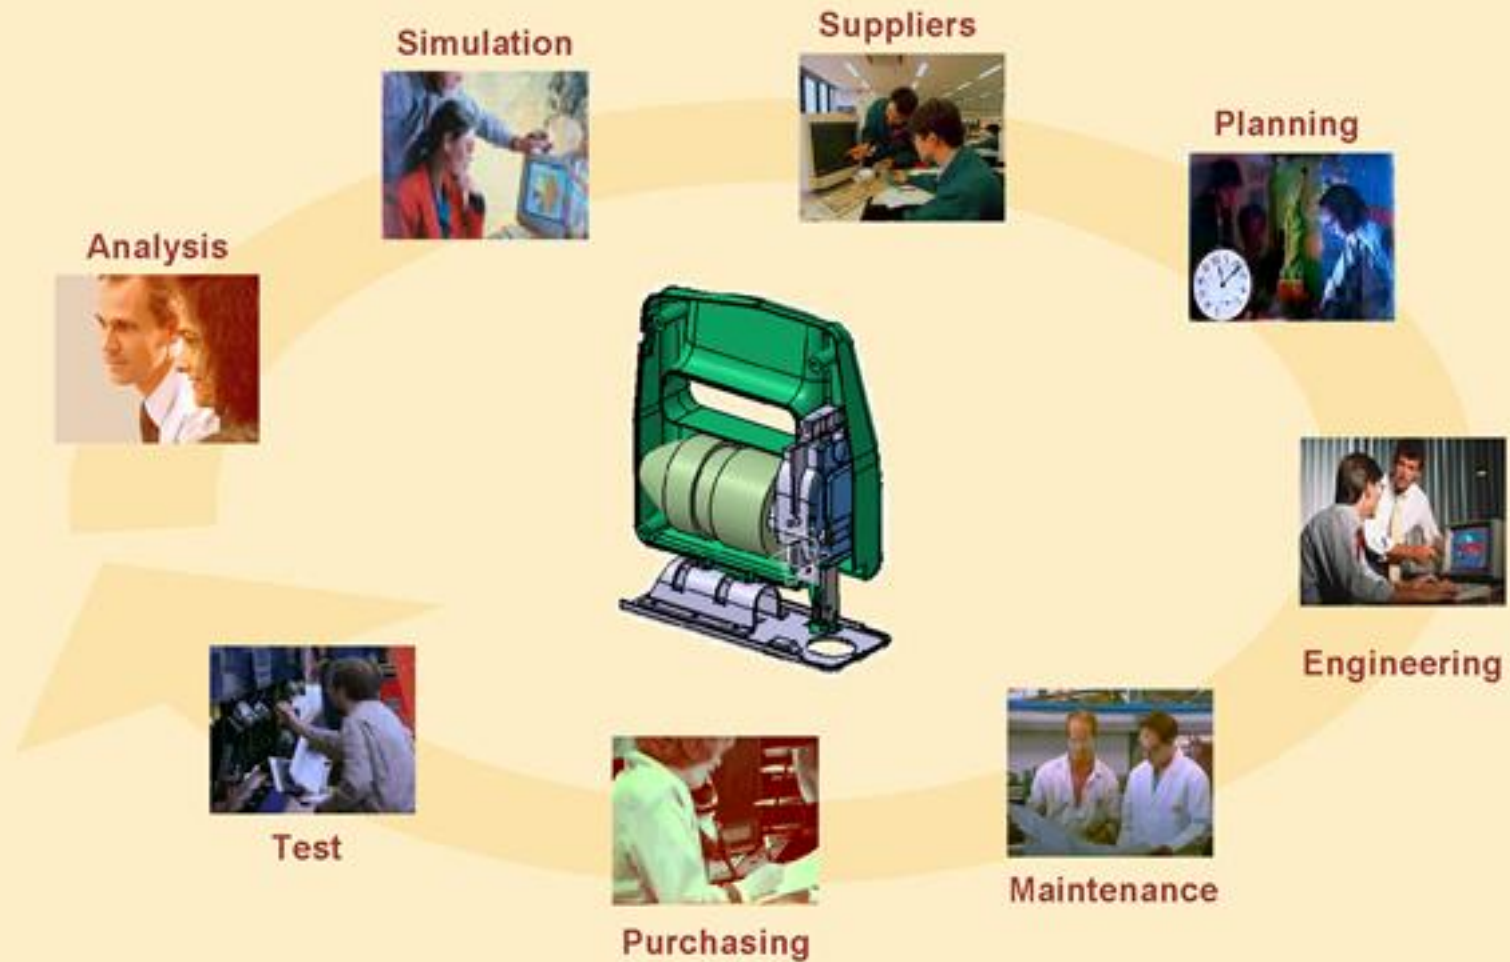 Suppliers
Simulation
Planning
Analysis
Engineering
Test
Maintenance
Purchasing